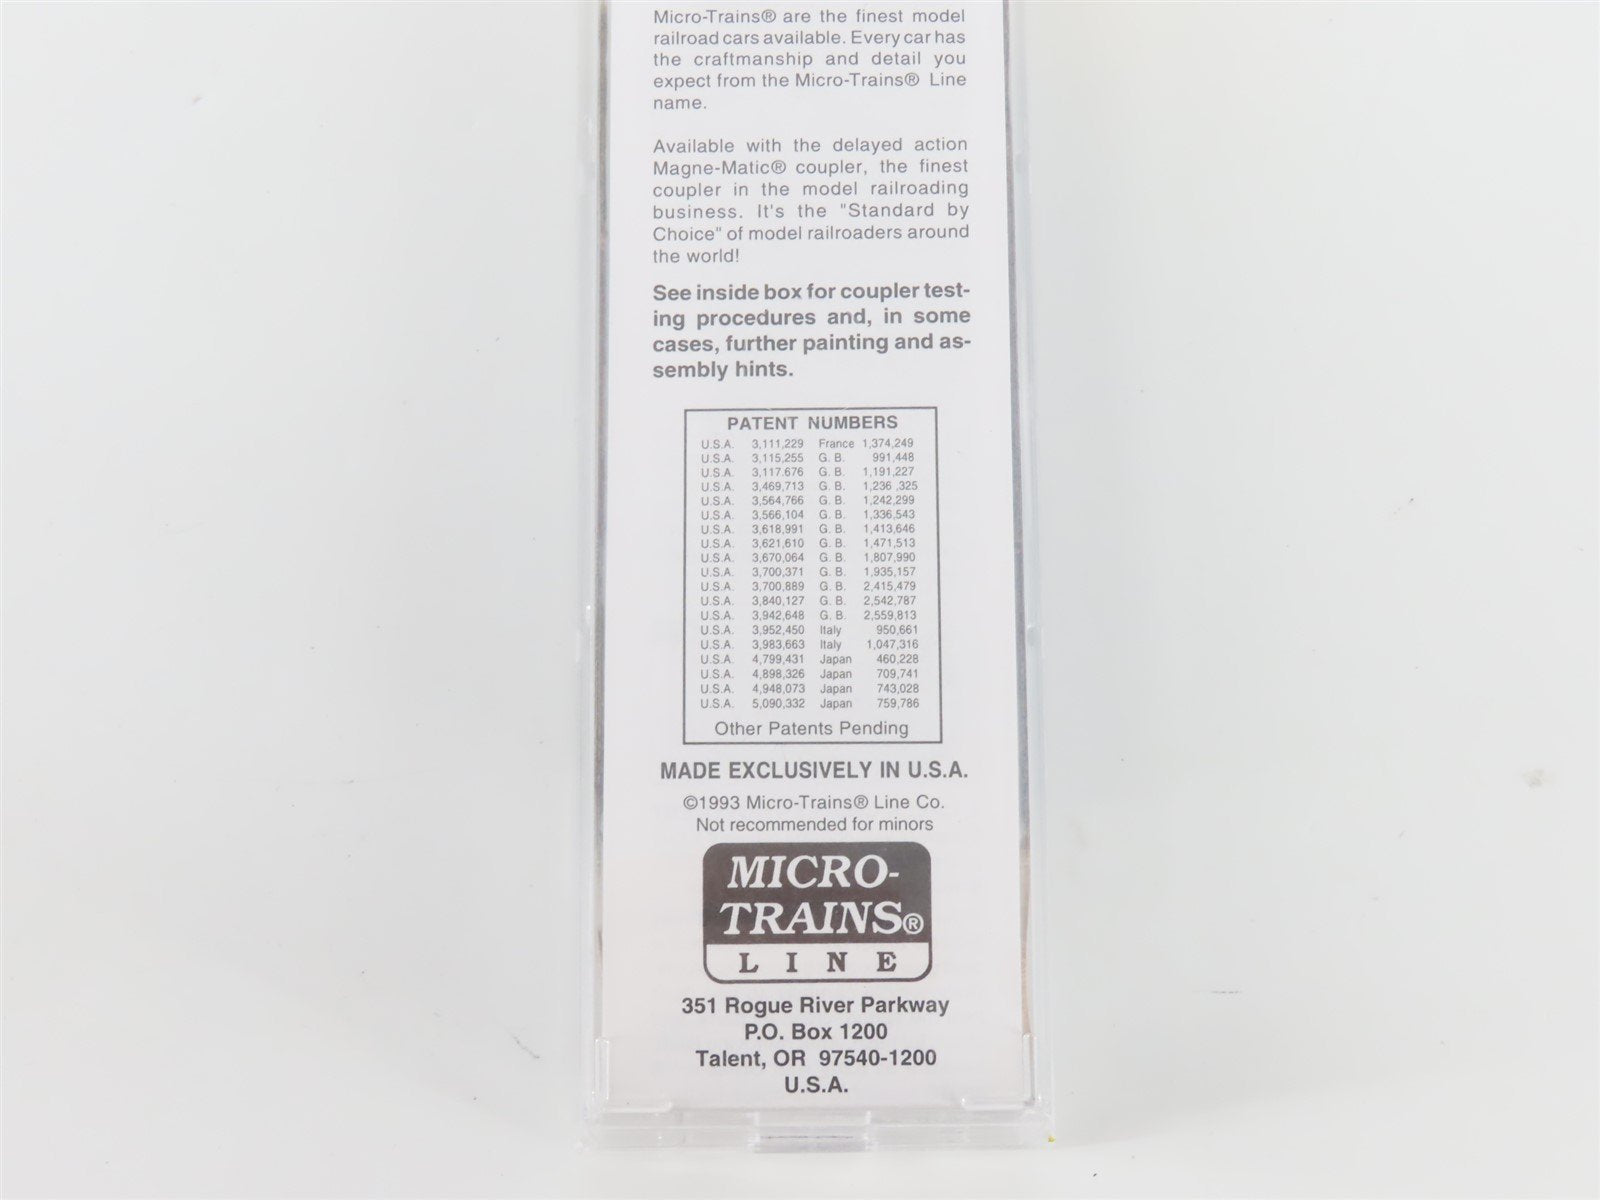 Micro-Trains® are the finest model
railroad cars available. Every car has
the craftmanship and detail you
expect from the Micro-Trains® Line
name.
Available with the delayed action
Magne-Matic® coupler, the finest
coupler in the model railroading
business. It's the "Standard by
Choice" of model railroaders around
the world!
See inside box for coupler test-
ing procedures and, in some
cases, further painting and as-
sembly hints.
PATENT NUMBERS
U.S.A. 3,111,229 France 1,374,249
U.S.A. 3,115,255 G. B. 991,448
U.S.A. 3,117,676 G. B. 1,191,227
U.S.A. 3,469,713 G. B. 1,236 ,325
U.S.A. 3,564,766 G. B. 1,242,299
U.S.A. 3,566,104 G. B. 1,336,543
U.S.A. 3,618,991 G. B. 1,413,646
U.S.A. 3,621,610 G. B. 1,471,513
U.S.A. 3,670,064 G. B. 1,807,990
U.S.A. 3,700,371 G. B. 1,935,157
U.S.A. 3,700,889 G. B. 2,415,479
U.S.A. 3,840,127 G. B. 2,542,787
U.S.A. 3,942,648 G. B. 2,559,813
U.S.A. 3,952,450 Italy 950,661
U.S.A. 3,983,663 Italy 1,047,316
U.S.A. 4,799,431 Japan 460,228
U.S.A. 4,898,326 Japan 709,741
U.S.A. 4,948,073 Japan 743,028
U.S.A. 5,090,332 Japan 759,786
Other Patents Pending
MADE EXCLUSIVELY IN U.S.A.
©1993 Micro-Trains® Line Co.
Not recommended for minors
MICRO-
TRAINS®
LINE
351 Rogue River Parkway
P.O. Box 1200
Talent, OR 97540-1200
U.S.A.